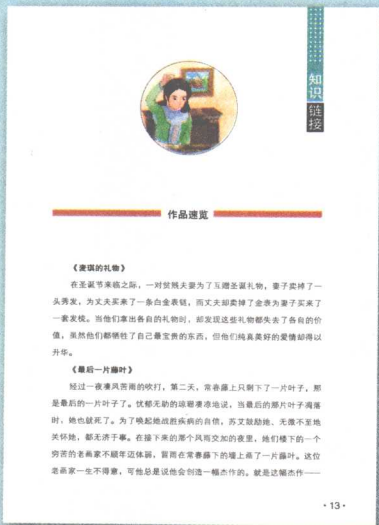 知识链接
作品速览
《麦琪的礼物》
在圣诞节来临之际，一对贫贱夫妻为了互赠圣诞礼物，妻子卖掉了一
头秀发，为丈夫买来了一条白金表链，而丈夫却卖掉了金表为妻子买来了
一套发梳。当他们拿出各自的礼物时，却发现这些礼物都失去了各自的价
值，虽然他们都牺牲了自己最宝贵的东西，但他们纯真美好的爱情却得以
升华。
《最后一片藤叶》
经过一夜凄风苦雨的吹打，第二天，常春藤上只剩下了一片叶子，那
是最后的一片叶子了。忧郁无助的琼珊凄凉地说，当最后的那片叶子凋落
时，她也就死了。为了唤起她战胜疾病的自信，苏艾鼓励她、无微不至地
关怀她，都无济于事。在接下来的那个风雨交加的夜里，她们楼下的一个
穷苦的老画家不顾年迈体弱，冒雨在常春藤下的墙上画了一片藤叶。这位
老画家一生不得意，可他总是说他会创造一幅杰作的。就是这幅杰作——
·13·